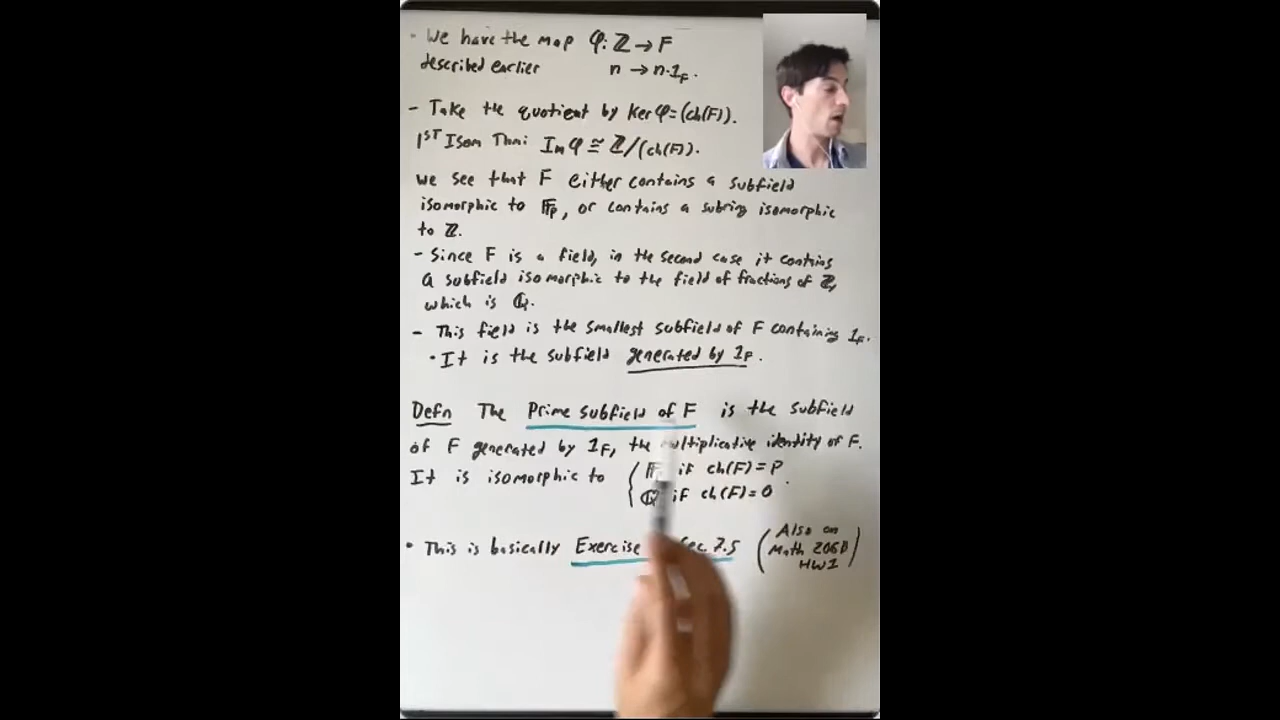 · We have the map φ: ℤ → F
described earlier n → n·1_F.
- Take the quotient by Ker φ = (ch(F)).
1ST Isom Thm: Im φ ≅ ℤ/(ch(F)).
We see that F either contains a subfield
isomorphic to 𝔽_p, or contains a subring isomorphic
to ℤ.
- Since F is a field, in the second case it contains
a subfield isomorphic to the field of fractions of ℤ,
which is ℚ.
- This field is the smallest subfield of F containing 1_F.
· It is the subfield generated by 1_F.
Defn The Prime subfield of F is the subfield
of F generated by 1_F, the multiplicative identity of F.
It is isomorphic to { if ch(F) = p
ℚ if ch(F) = 0 .
· This is basically Exercise Sec. 7.5 (Also on
Math 206B
HW1)